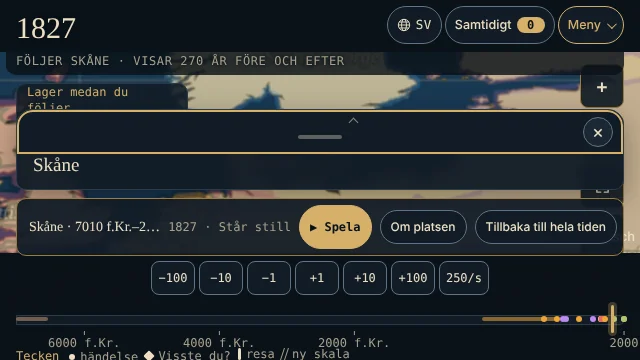 1827
SV
Samtidigt 0
Meny
FÖLJER SKÅNE · VISAR 270 ÅR FÖRE OCH EFTER
Lager medan du
följer
+
×
Skåne
Skåne · 7010 f.Kr.–2… 1827 · Står still
▶ Spela
Om platsen
Tillbaka till hela tiden
ch
−100 −10 −1 +1 +10 +100 250/s
6000 f.Kr. 4000 f.Kr. 2000 f.Kr. 2000
Tecken ● händelse ◆ Visste du? | resa // ny skala